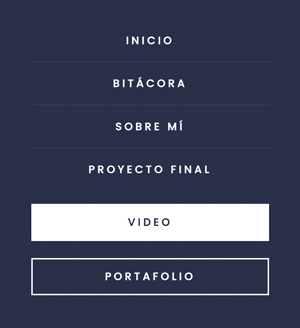 INICIO
BITÁCORA
SOBRE MÍ
PROYECTO FINAL
VIDEO
PORTAFOLIO